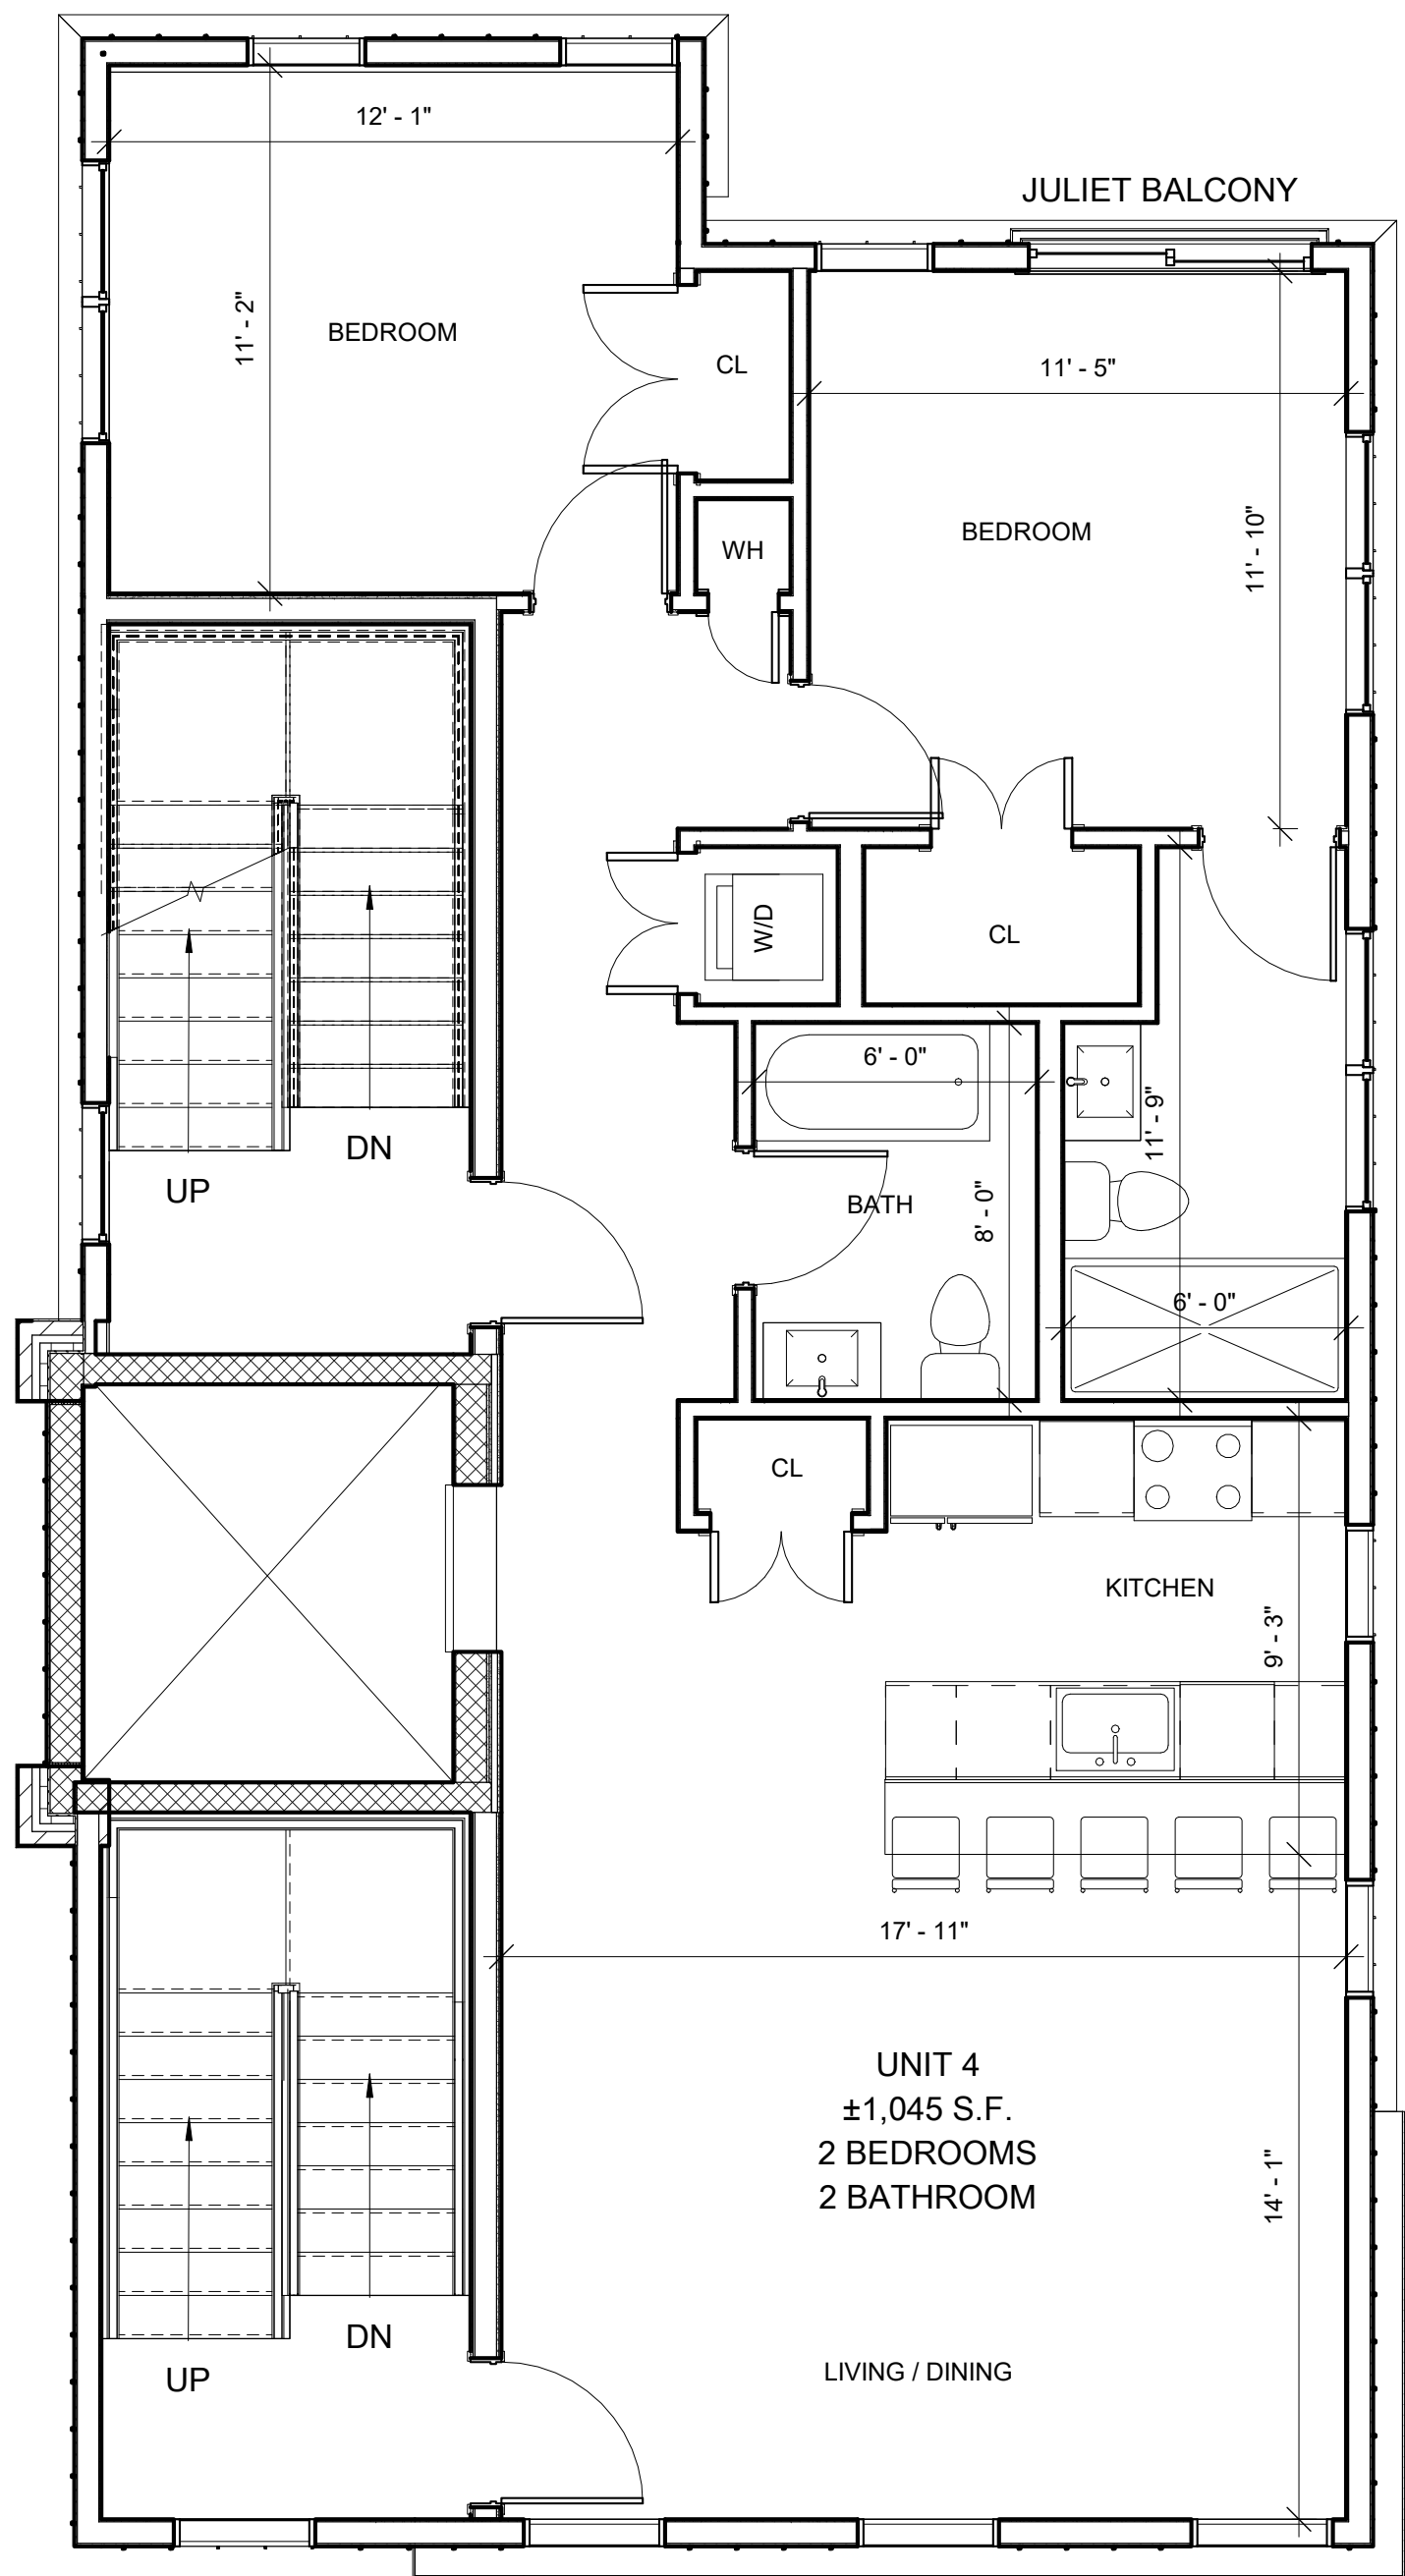 12' - 1"
JULIET BALCONY
11' - 2"
BEDROOM
CL
11' - 5"
WH
BEDROOM
11' - 10"
W/D
CL
6' - 0"
11' - 9"
DN
UP
BATH
8' - 0"
6' - 0"
CL
KITCHEN
9' - 3"
17' - 11"
UNIT 4
±1,045 S.F.
2 BEDROOMS
2 BATHROOM
14' - 1"
DN
UP
LIVING / DINING